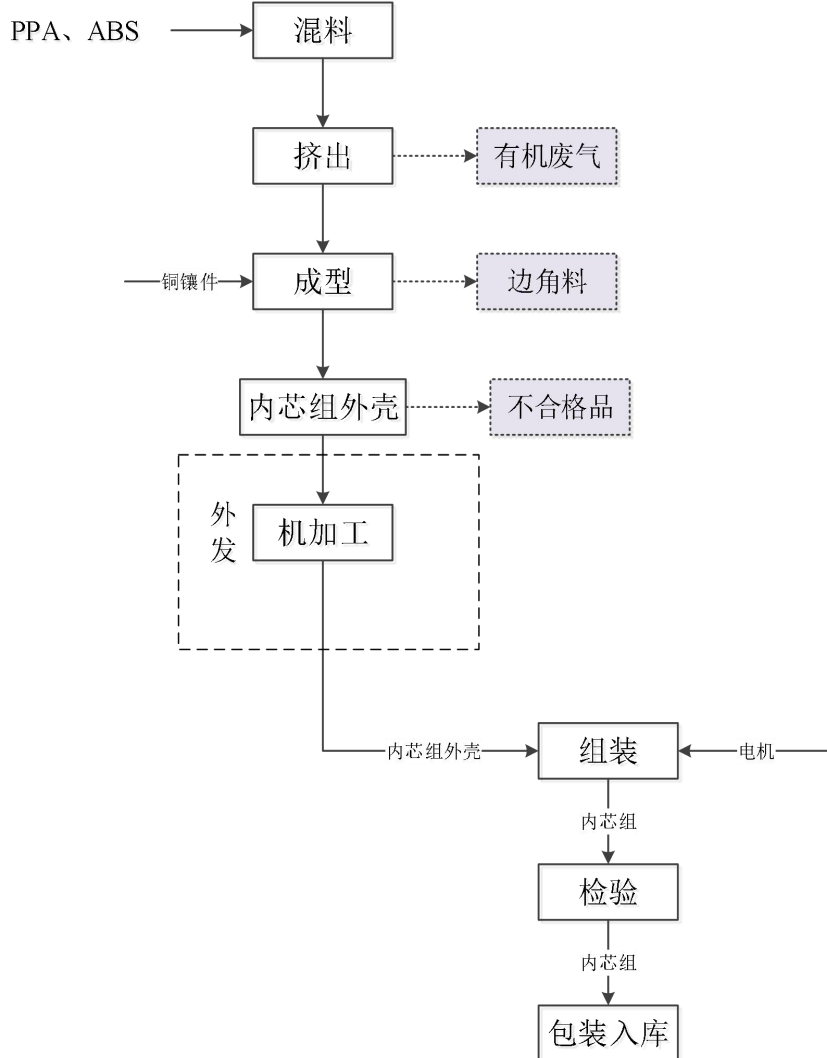 PPA、ABS
混料
挤出
有机废气
铜镶件
成型
边角料
内芯组外壳
不合格品
外
发
机加工
内芯组外壳
组装
电机
内芯组
检验
内芯组
包装入库